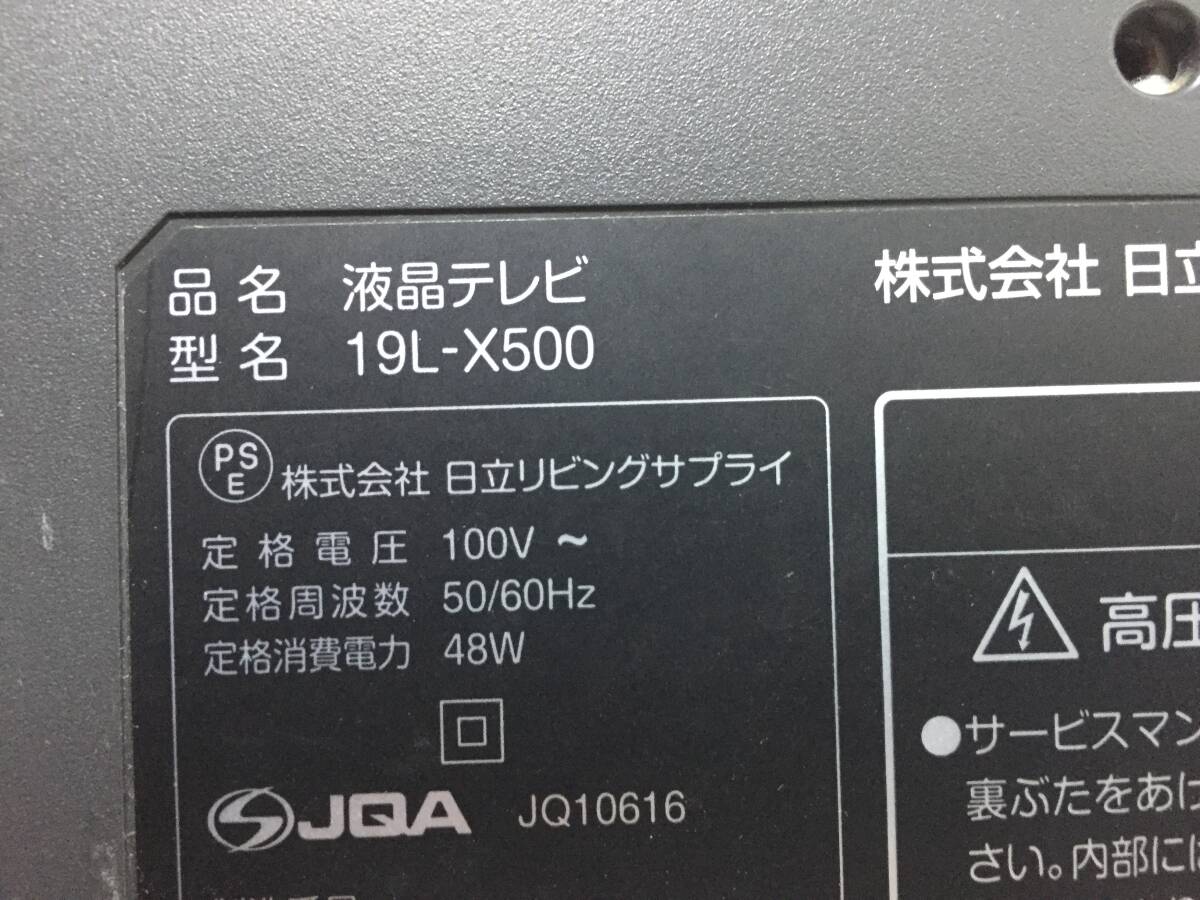 品名 液晶テレビ
型名 19L-X500
株式会社 日立
PSE 株式会社 日立リビングサプライ
定格電圧 100V ~
定格周波数 50/60Hz
定格消費電力 48W
JQA JQ10616
高圧
●サービスマン
裏ぶたをあけ
さい。内部には